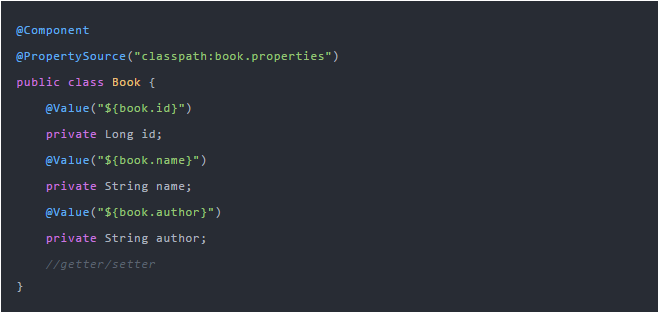 @Component
@PropertySource("classpath:book.properties")
public class Book {
    @Value("${book.id}")
    private Long id;
    @Value("${book.name}")
    private String name;
    @Value("${book.author}")
    private String author;
    //getter/setter
}